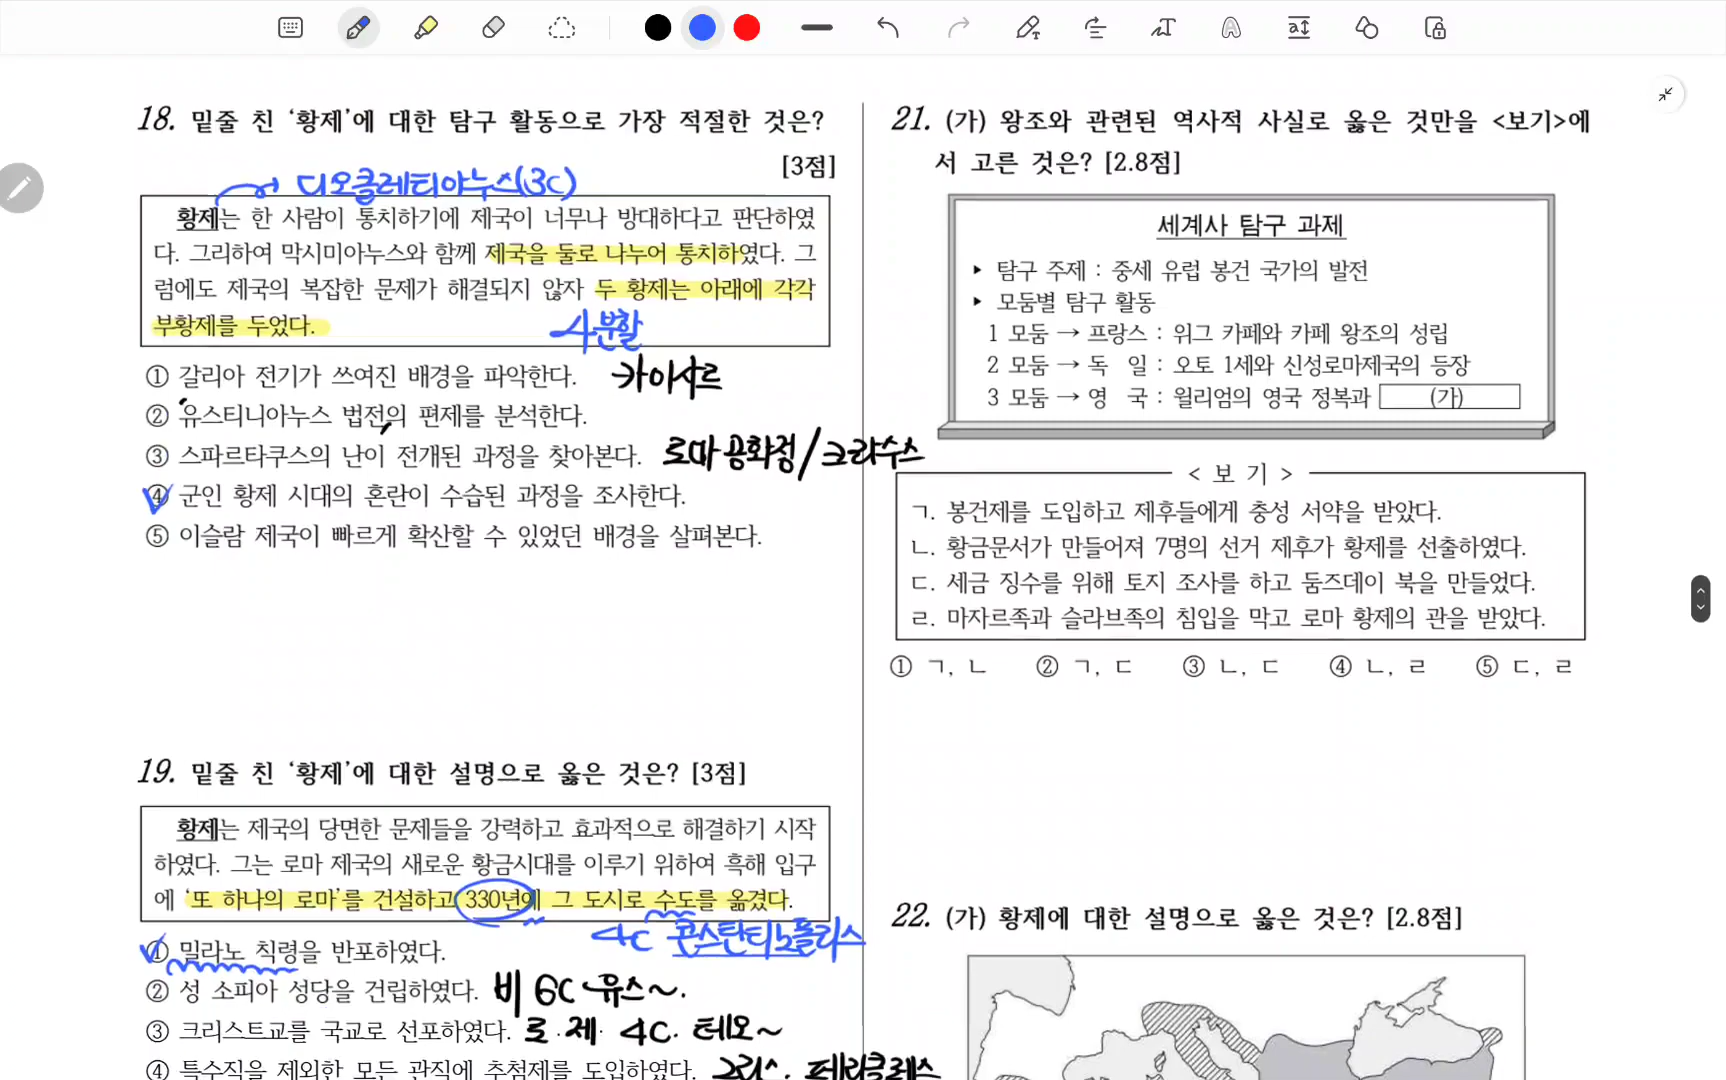 18. 밑줄 친 ‘황제’에 대한 탐구 활동으로 가장 적절한 것은?
[3점]
디오클레티아누스(3C)
황제는 한 사람이 통치하기에 제국이 너무나 방대하다고 판단하였
다. 그리하여 막시미아누스와 함께 제국을 둘로 나누어 통치하였다. 그
럼에도 제국의 복잡한 문제가 해결되지 않자 두 황제는 아래에 각각
부황제를 두었다.
4분할
① 갈리아 전기가 쓰여진 배경을 파악한다. 카이사르
② 유스티니아누스 법전의 편제를 분석한다.
③ 스파르타쿠스의 난이 전개된 과정을 찾아본다. 로마 공화정/크라수스
④ 군인 황제 시대의 혼란이 수습된 과정을 조사한다.
⑤ 이슬람 제국이 빠르게 확산할 수 있었던 배경을 살펴본다.
19. 밑줄 친 ‘황제’에 대한 설명으로 옳은 것은? [3점]
황제는 제국의 당면한 문제들을 강력하고 효과적으로 해결하기 시작
하였다. 그는 로마 제국의 새로운 황금시대를 이루기 위하여 흑해 입구
에 ‘또 하나의 로마’를 건설하고 330년에 그 도시로 수도를 옮겼다.
4C 콘스탄티노폴리스
① 밀라노 칙령을 반포하였다.
② 성 소피아 성당을 건립하였다. 비 6C 유스~.
③ 크리스트교를 국교로 선포하였다. 로.제. 4C. 테오~
④ 특수직을 제외한 모든 관직에 추첨제를 도입하였다. 그리스. 페리클레스
21. (가) 왕조와 관련된 역사적 사실로 옳은 것만을 <보기>에
서 고른 것은? [2.8점]
세계사 탐구 과제
▸ 탐구 주제 : 중세 유럽 봉건 국가의 발전
▸ 모둠별 탐구 활동
1 모둠 → 프랑스 : 위그 카페와 카페 왕조의 성립
2 모둠 → 독 일 : 오토 1세와 신성로마제국의 등장
3 모둠 → 영 국 : 윌리엄의 영국 정복과 (가)
< 보 기 >
ㄱ. 봉건제를 도입하고 제후들에게 충성 서약을 받았다.
ㄴ. 황금문서가 만들어져 7명의 선거 제후가 황제를 선출하였다.
ㄷ. 세금 징수를 위해 토지 조사를 하고 둠즈데이 북을 만들었다.
ㄹ. 마자르족과 슬라브족의 침입을 막고 로마 황제의 관을 받았다.
① ㄱ, ㄴ ② ㄱ, ㄷ ③ ㄴ, ㄷ ④ ㄴ, ㄹ ⑤ ㄷ, ㄹ
22. (가) 황제에 대한 설명으로 옳은 것은? [2.8점]